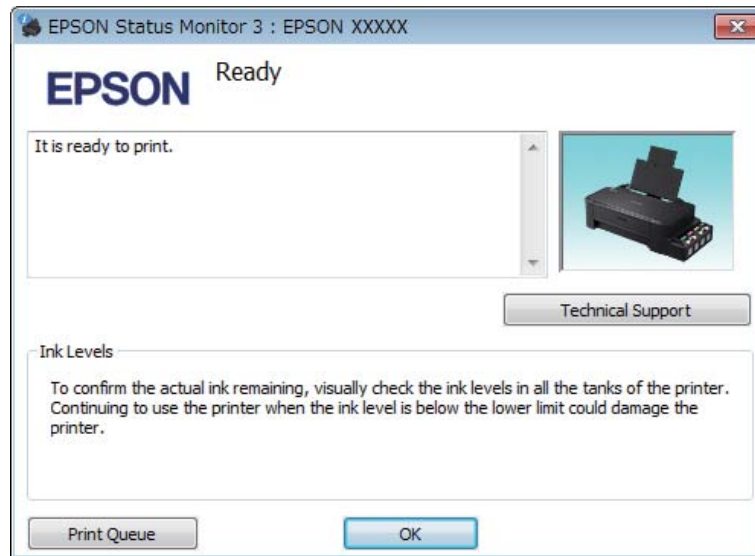 EPSON Status Monitor 3 : EPSON XXXXX
EPSON
Ready
It is ready to print.
Technical Support
Ink Levels
To confirm the actual ink remaining, visually check the ink levels in all the tanks of the printer.
Continuing to use the printer when the ink level is below the lower limit could damage the
printer.
Print Queue
OK